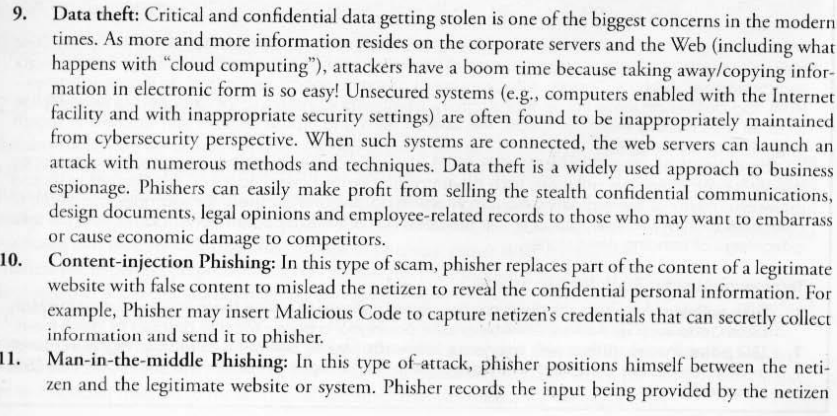 9. Data theft: Critical and confidential data getting stolen is one of the biggest concerns in the modern
times. As more and more information resides on the corporate servers and the Web (including what
happens with “cloud computing”), attackers have a boom time because taking away/copying infor-
mation in electronic form is so easy! Unsecured systems (e.g., computers enabled with the Internet
facility and with inappropriate security settings) are often found to be inappropriately maintained
from cybersecurity perspective. When such systems are connected, the web servers can launch an
attack with numerous methods and techniques. Data theft is a widely used approach to business
espionage. Phishers can easily make profit from selling the stealth confidential communications,
design documents, legal opinions and employee-related records to those who may want to embarrass
or cause economic damage to competitors.
10. Content-injection Phishing: In this type of scam, phisher replaces part of the content of a legitimate
website with false content to mislead the netizen to reveal the confidential personal information. For
example, Phisher may insert Malicious Code to capture netizen’s credentials that can secretly collect
information and send it to phisher.
11. Man-in-the-middle Phishing: In this type of attack, phisher positions himself between the neti-
zen and the legitimate website or system. Phisher records the input being provided by the netizen